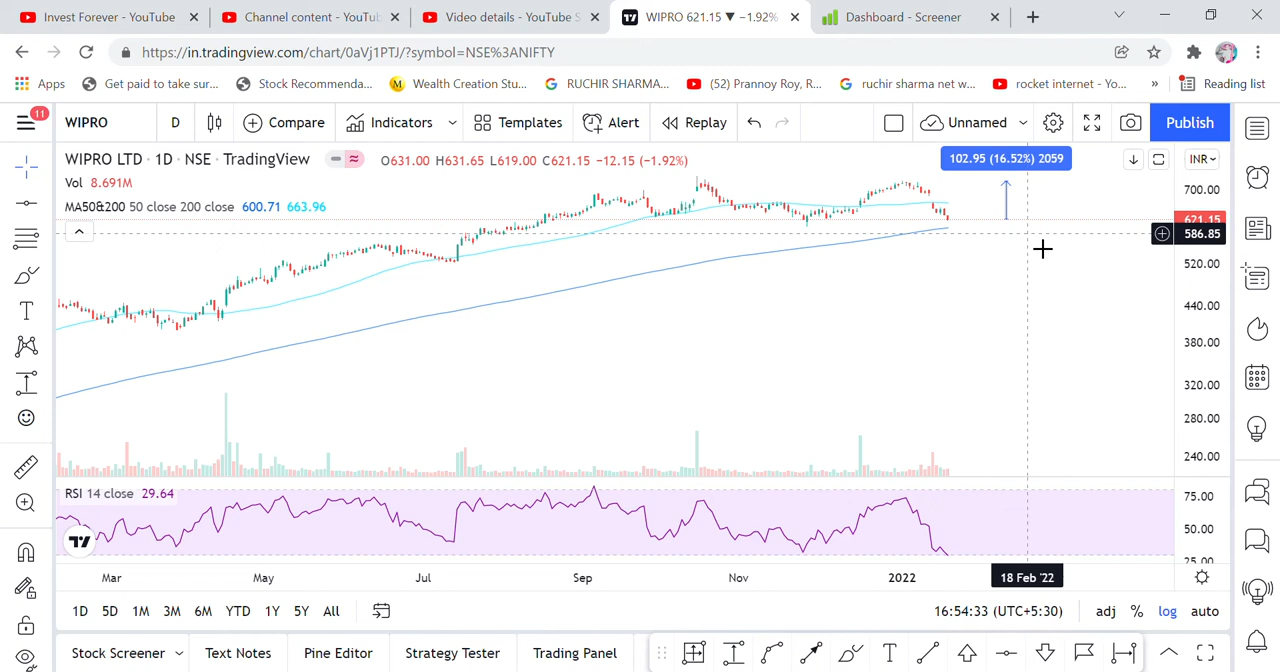 Invest Forever - YouTube
Channel content - YouTub
Video details - YouTube S
WIPRO 621.15 ▼ −1.92%
Dashboard - Screener
https://in.tradingview.com/chart/0aVj1PTJ/?symbol=NSE%3ANIFTY
Apps
Get paid to take sur...
Stock Recommenda...
M Wealth Creation Stu...
RUCHIR SHARMA...
(52) Prannoy Roy, R...
ruchir sharma net w...
rocket internet - Yo...
»
Reading list
11
WIPRO
D
Compare
Indicators
Templates
Alert
Replay
Unnamed
Publish
WIPRO LTD · 1D · NSE · TradingView
O631.00 H631.65 L619.00 C621.15 −12.15 (−1.92%)
102.95 (16.52%) 2059
INR
Vol 8.691M
MA50&200 50 close 200 close 600.71 663.96
700.00
621.15
586.85
520.00
440.00
380.00
320.00
280.00
240.00
RSI 14 close 29.64
75.00
50.00
25.00
Mar
May
Jul
Sep
Nov
2022
18 Feb '22
1D
5D
1M
3M
6M
YTD
1Y
5Y
All
16:54:33 (UTC+5:30)
adj
%
log
auto
Stock Screener
Text Notes
Pine Editor
Strategy Tester
Trading Panel